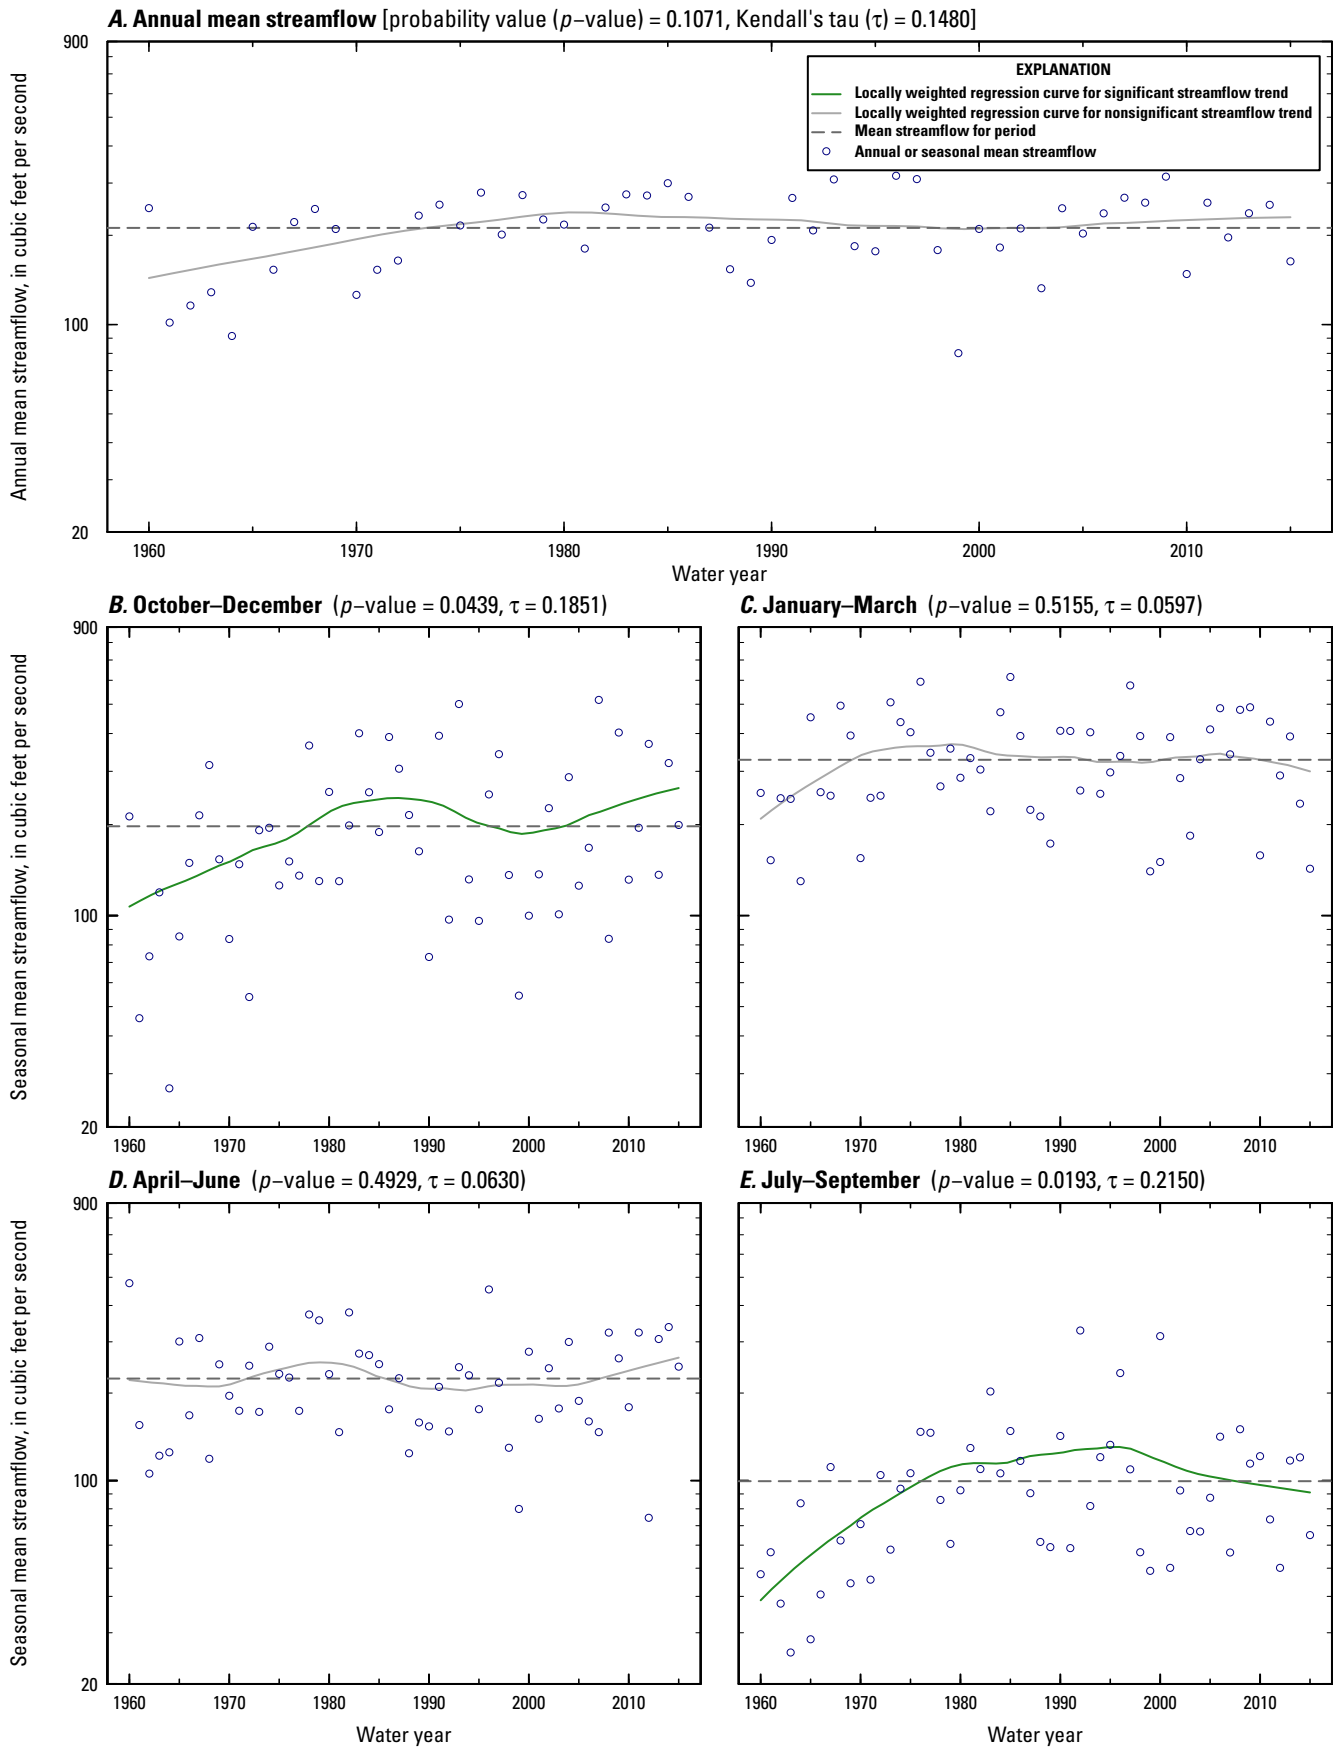 A. Annual mean streamflow [probability value (p−value) = 0.1071, Kendall's tau (τ) = 0.1480]
Annual mean streamflow, in cubic feet per second
900
100
20
EXPLANATION
Locally weighted regression curve for significant streamflow trend
Locally weighted regression curve for nonsignificant streamflow trend
Mean streamflow for period
Annual or seasonal mean streamflow
1960 1970 1980 1990 2000 2010
Water year
B. October–December (p−value = 0.0439, τ = 0.1851)
Seasonal mean streamflow, in cubic feet per second
900
100
20
1960 1970 1980 1990 2000 2010
C. January–March (p−value = 0.5155, τ = 0.0597)
1960 1970 1980 1990 2000 2010
D. April–June (p−value = 0.4929, τ = 0.0630)
Seasonal mean streamflow, in cubic feet per second
900
100
20
1960 1970 1980 1990 2000 2010
Water year
E. July–September (p−value = 0.0193, τ = 0.2150)
1960 1970 1980 1990 2000 2010
Water year